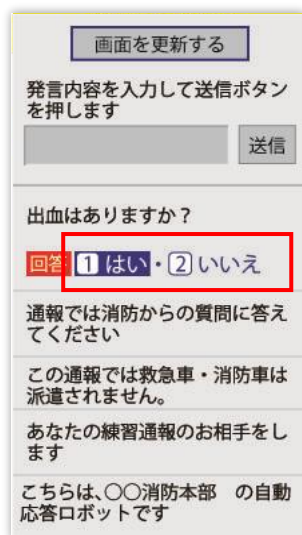 画面を更新する
発言内容を入力して送信ボタン
を押します
送信
出血はありますか？
回答 1 はい・2 いいえ
通報では消防からの質問に答え
てください
この通報では救急車・消防車は
派遣されません。
あなたの練習通報のお相手をし
ます
こちらは、〇〇消防本部　の自動
応答ロボットです